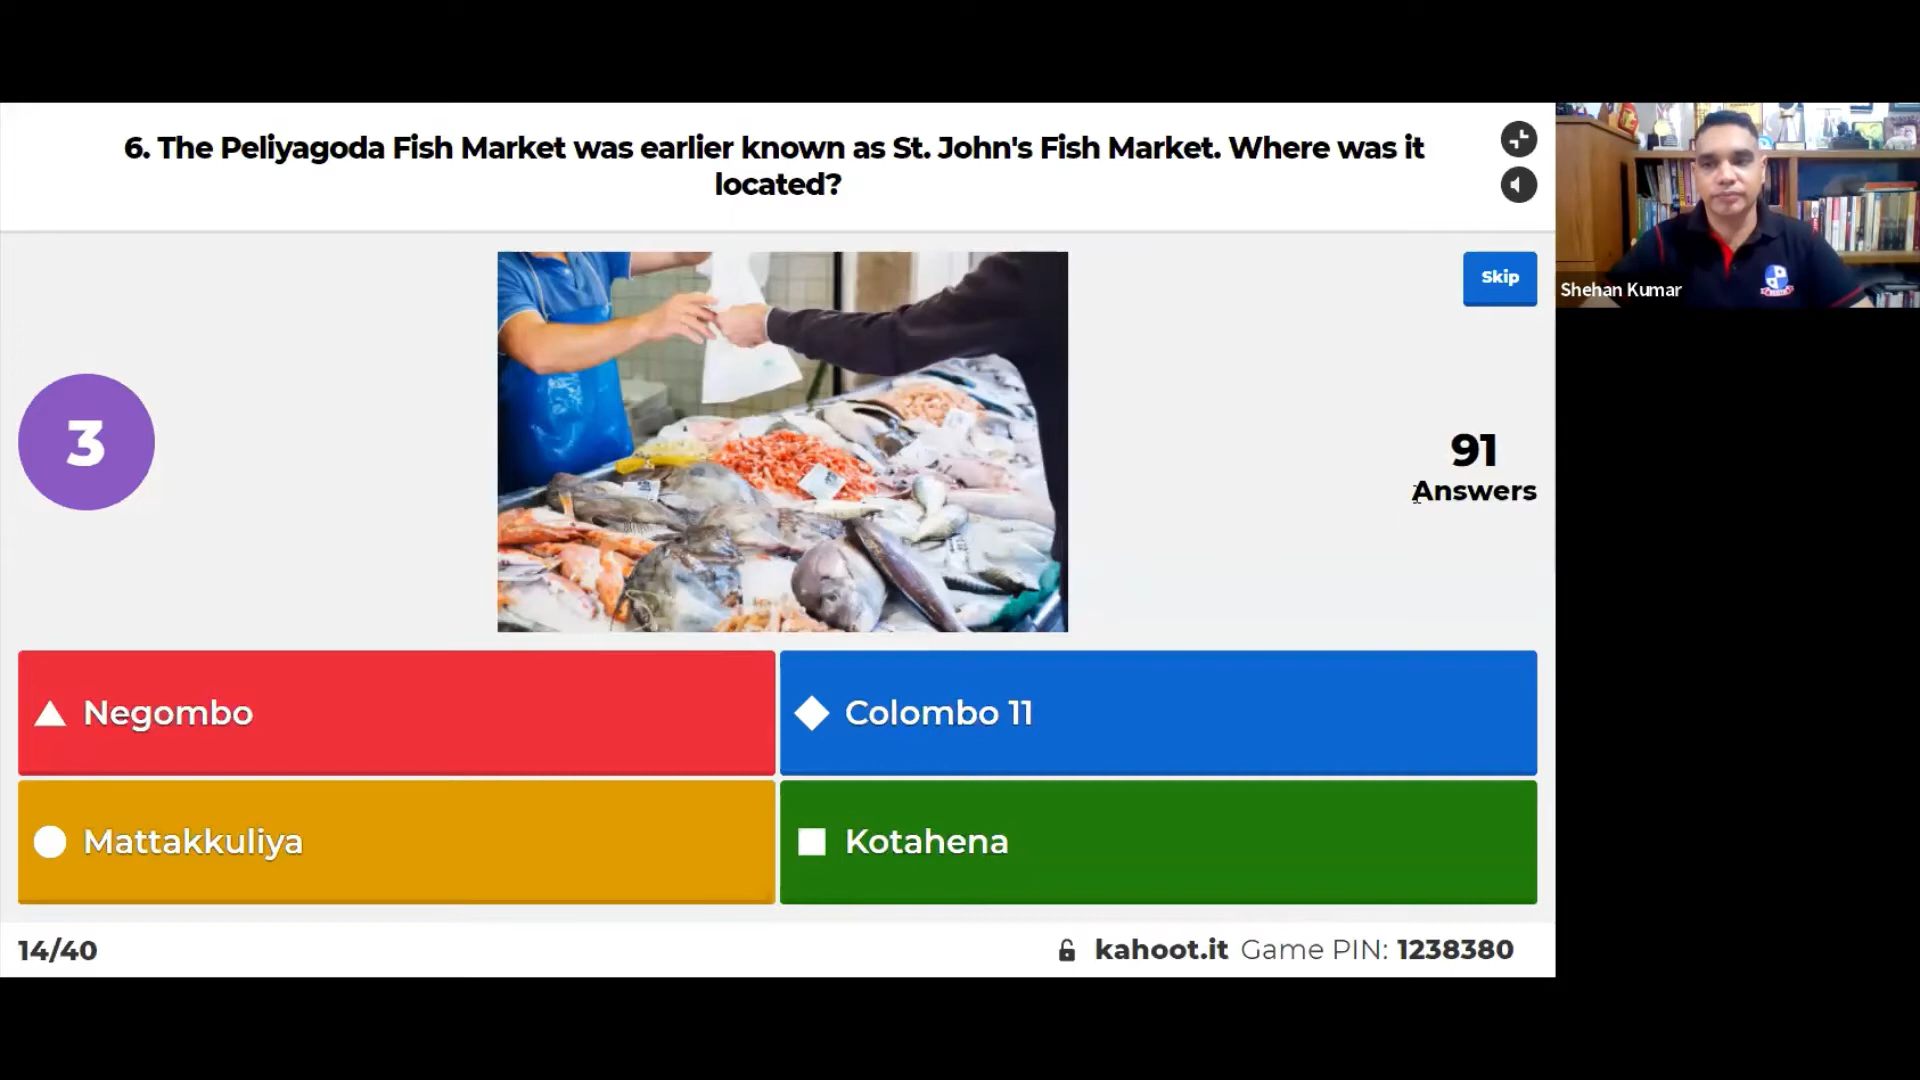 6. The Peliyagoda Fish Market was earlier known as St. John's Fish Market. Where was it
located?
Skip
Shehan Kumar
3
91
Answers
Negombo
Colombo 11
Mattakkuliya
Kotahena
14/40
kahoot.it Game PIN: 1238380